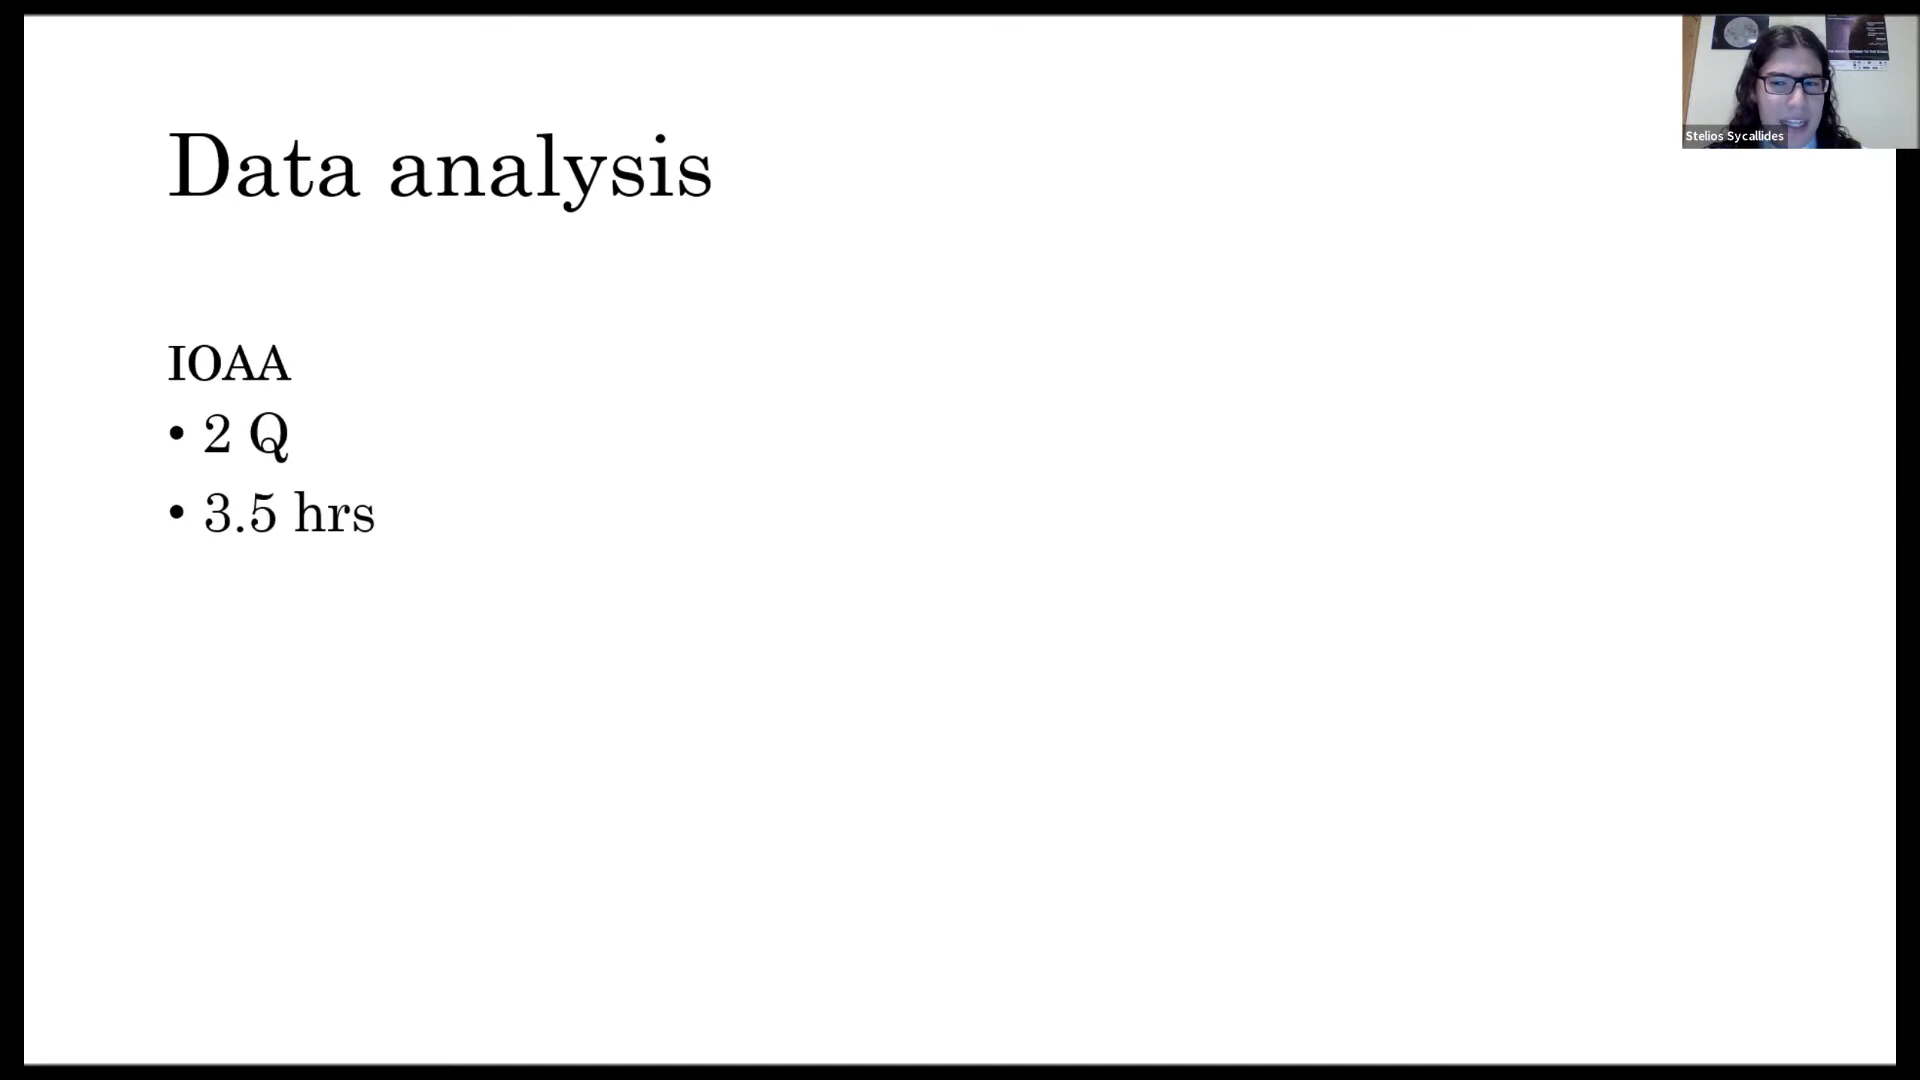 Data analysis
IOAA
• 2 Q
• 3.5 hrs
Stelios Sycallides